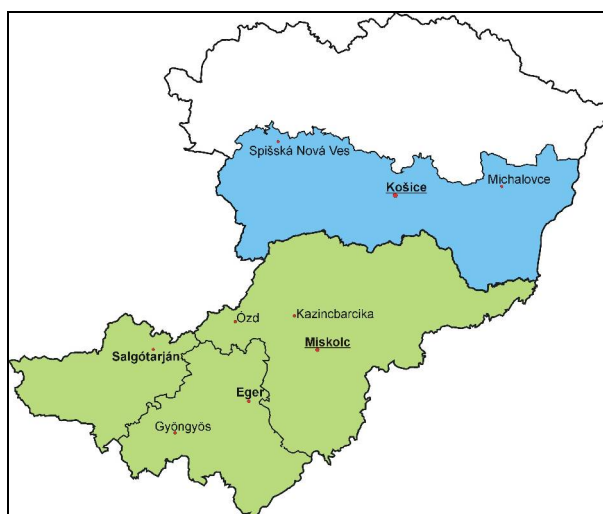 Spišská Nová Ves
Košice
Michalovce
Ózd
Kazincbarcika
Salgótarján
Miskolc
Eger
Gyöngyös